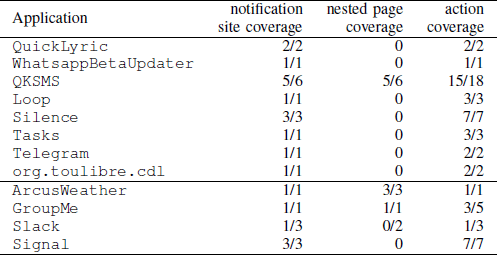 Application notification site coverage nested page coverage action coverage
QuickLyric 2/2 0 2/2
WhatsappBetaUpdater 1/1 0 1/1
QKSMS 5/6 5/6 15/18
Loop 1/1 0 3/3
Silence 3/3 0 7/7
Tasks 1/1 0 3/3
Telegram 1/1 0 2/2
org.toulibre.cdl 1/1 0 2/2
ArcusWeather 1/1 3/3 1/1
GroupMe 1/1 1/1 3/5
Slack 1/3 0/2 1/3
Signal 3/3 0 7/7